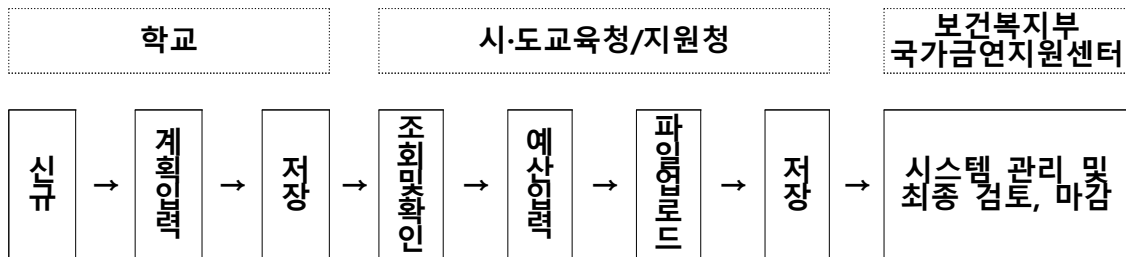 학교
시·도교육청/지원청
보건복지부
국가금연지원센터
신규 → 계획입력 → 저장 → 조회및확인 → 예산입력 → 파일업로드 → 저장 → 시스템 관리 및
최종 검토, 마감